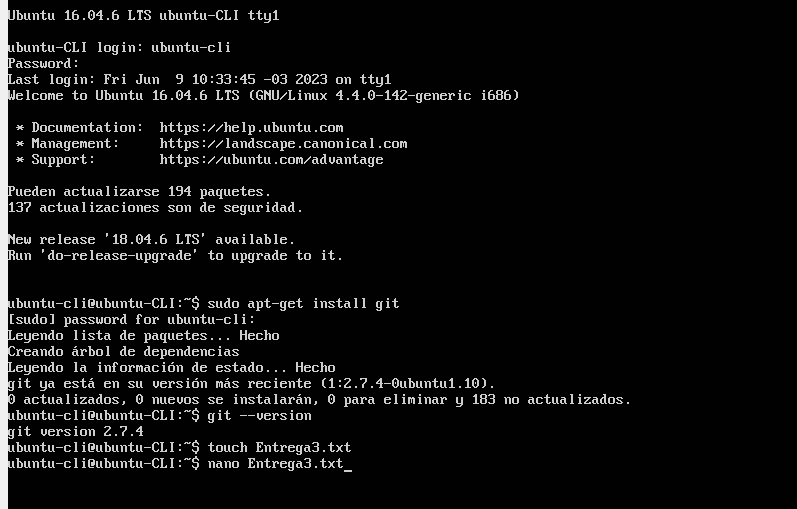 Ubuntu 16.04.6 LTS ubuntu-CLI tty1
ubuntu-CLI login: ubuntu-cli
Password:
Last login: Fri Jun  9 10:33:45 -03 2023 on tty1
Welcome to Ubuntu 16.04.6 LTS (GNU/Linux 4.4.0-142-generic i686)
 * Documentation:  https://help.ubuntu.com
 * Management:     https://landscape.canonical.com
 * Support:        https://ubuntu.com/advantage
Pueden actualizarse 194 paquetes.
137 actualizaciones son de seguridad.
New release '18.04.6 LTS' available.
Run 'do-release-upgrade' to upgrade to it.
ubuntu-cli@ubuntu-CLI:~$ sudo apt-get install git
[sudo] password for ubuntu-cli:
Leyendo lista de paquetes... Hecho
Creando árbol de dependencias
Leyendo la información de estado... Hecho
git ya está en su versión más reciente (1:2.7.4-0ubuntu1.10).
0 actualizados, 0 nuevos se instalarán, 0 para eliminar y 183 no actualizados.
ubuntu-cli@ubuntu-CLI:~$ git --version
git version 2.7.4
ubuntu-cli@ubuntu-CLI:~$ touch Entrega3.txt
ubuntu-cli@ubuntu-CLI:~$ nano Entrega3.txt_